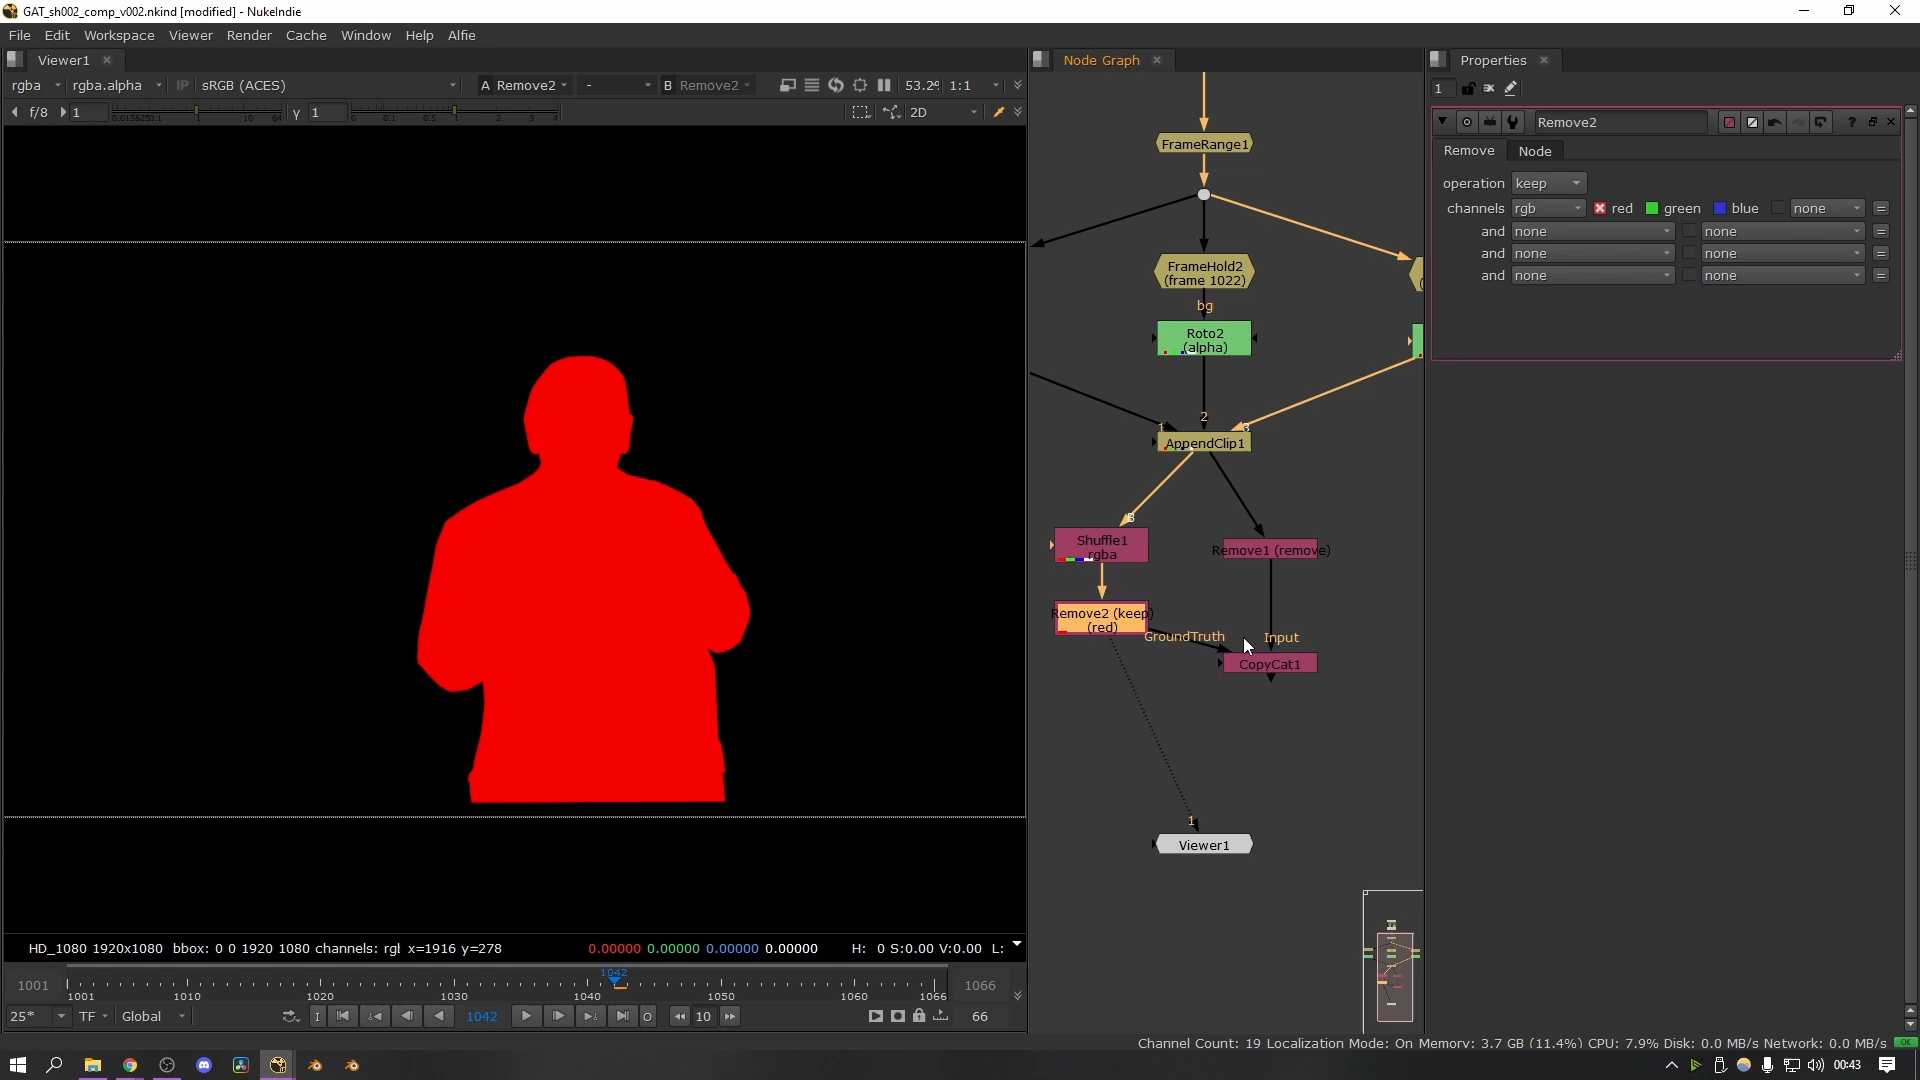 GAT_sh002_comp_v002.nkind [modified] - NukeIndie
File Edit Workspace Viewer Render Cache Window Help Alfie
Viewer1
Node Graph
Properties
rgba rgba.alpha IP sRGB (ACES) A Remove2 - B Remove2 53.2% 1:1
f/8 1 Y 1 2D
FrameRange1
FrameHold2
(frame 1022)
bg
Roto2
(alpha)
1 2 3
AppendClip1
B
Shuffle1
rgba
Remove1 (remove)
Remove2 (keep)
(red)
GroundTruth Input
CopyCat1
1
Viewer1
1
Remove2
Remove Node
operation keep
channels rgb red green blue none =
and none none =
and none none =
and none none =
HD_1080 1920x1080 bbox: 0 0 1920 1080 channels: rgl x=1916 y=278 0.00000 0.00000 0.00000 0.00000 H: 0 S:0.00 V:0.00 L:
1042
1001 1066
1001 1010 1020 1030 1040 1050 1060 1066
25* TF Global 1042 10 66
Channel Count: 19 Localization Mode: On Memory: 3.7 GB (11.4%) CPU: 7.9% Disk: 0.0 MB/s Network: 0.0 MB/s OK
00:43